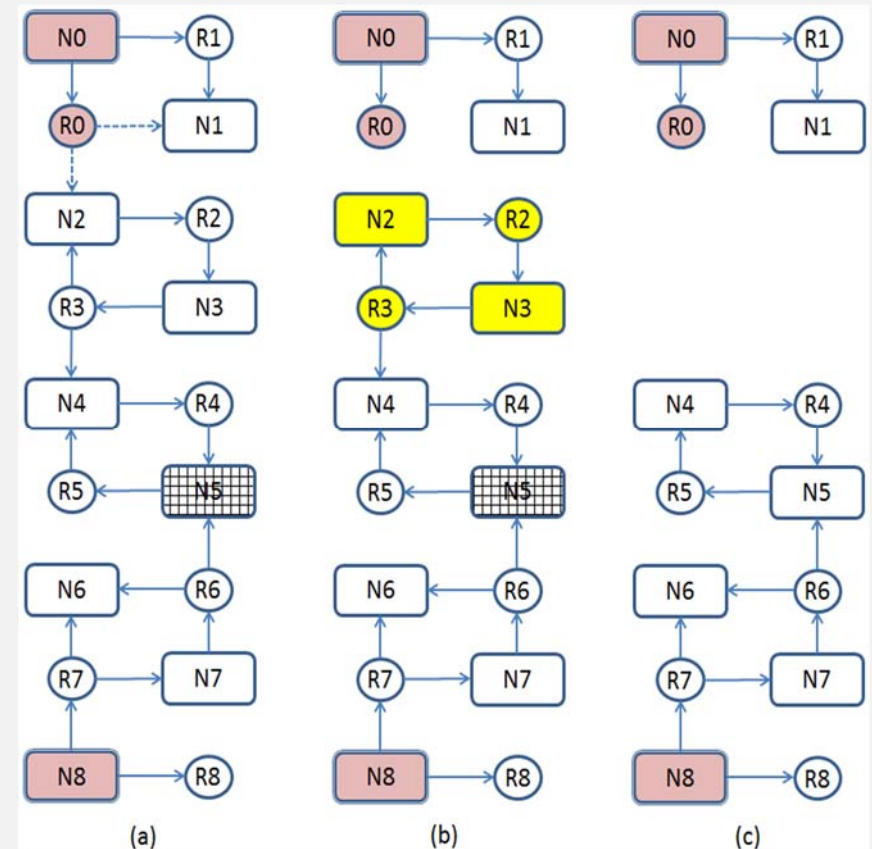 N0 R1 N0 R1 N0 R1
R0 N1 R0 N1 R0 N1
N2 R2 N2 R2
R3 N3 R3 N3
N4 R4 N4 R4 N4 R4
R5 N5 R5 N5 R5 N5
N6 R6 N6 R6 N6 R6
R7 N7 R7 N7 R7 N7
N8 R8 N8 R8 N8 R8
(a) (b) (c)